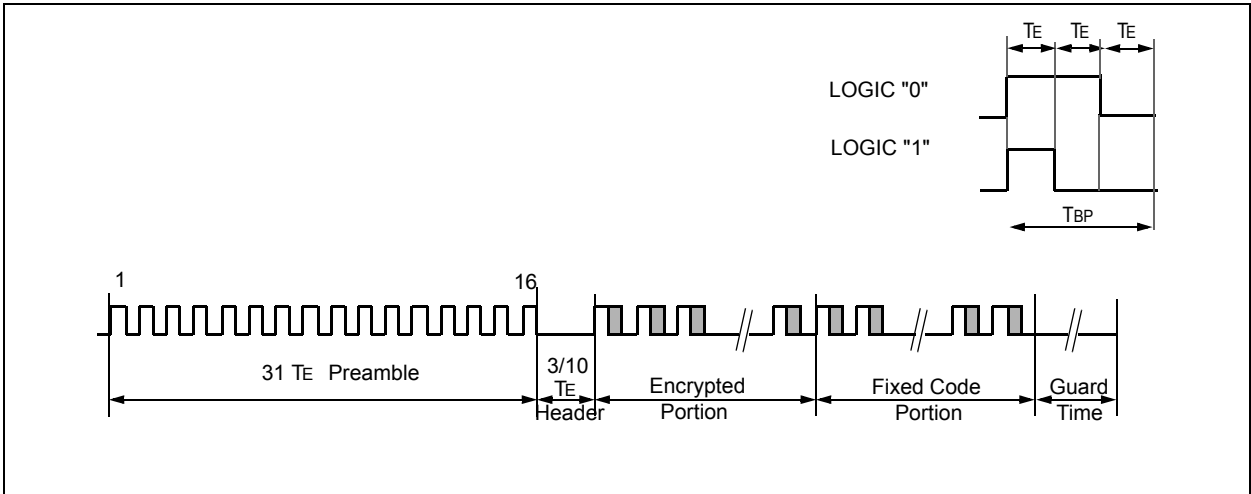 TE TE TE
LOGIC "0"
LOGIC "1"
TBP
1 16
31 TE Preamble
3/10
TE
Header
Encrypted
Portion
Fixed Code
Portion
Guard
Time